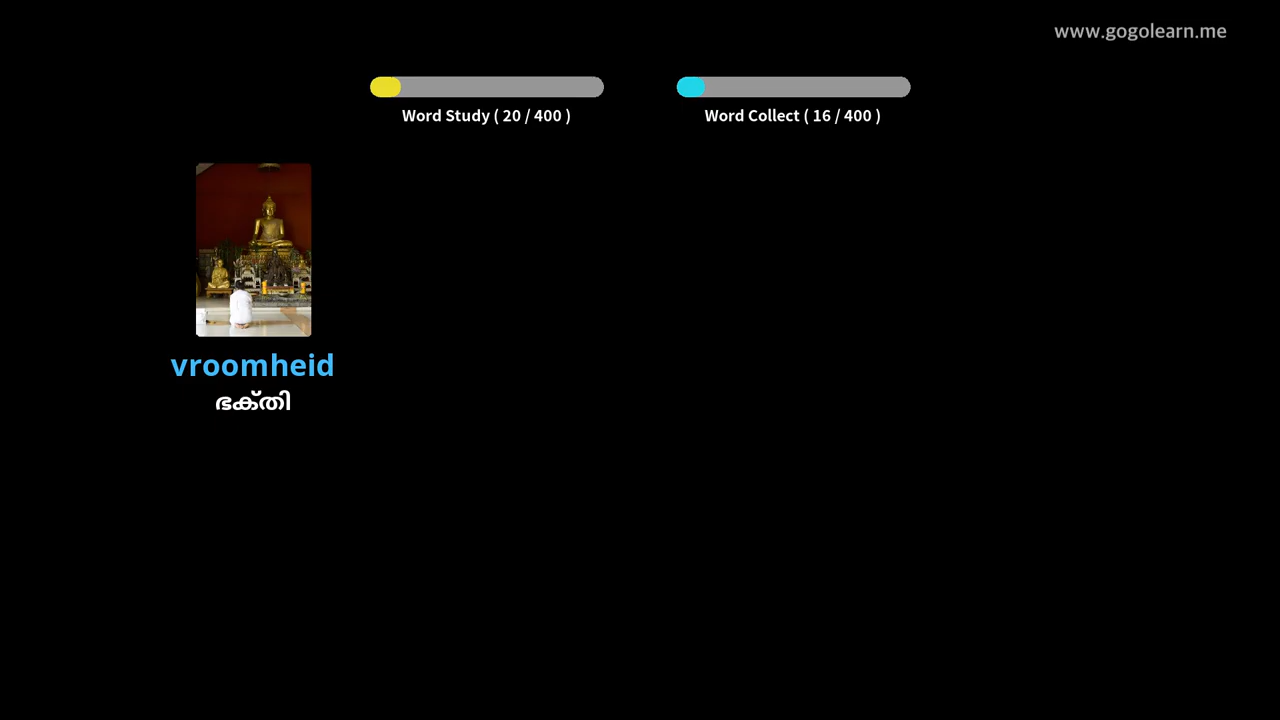 www.gogolearn.me
Word Study ( 20 / 400 )
Word Collect ( 16 / 400 )
vroomheid
ഭക്തി